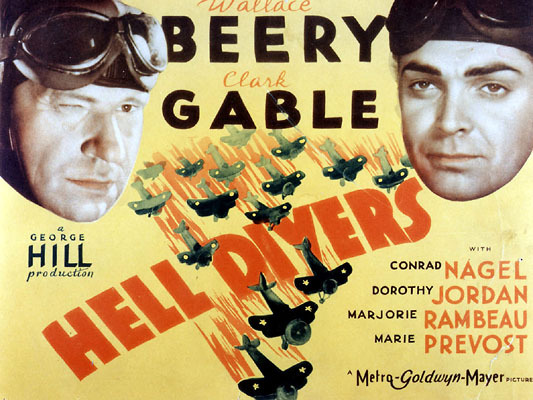 Wallace
BEERY
Clark
GABLE
HELL DIVERS
a
GEORGE
HILL
production
WITH
CONRAD NAGEL
DOROTHY JORDAN
MARJORIE RAMBEAU
MARIE PREVOST
A Metro-Goldwyn-Mayer PICTURE